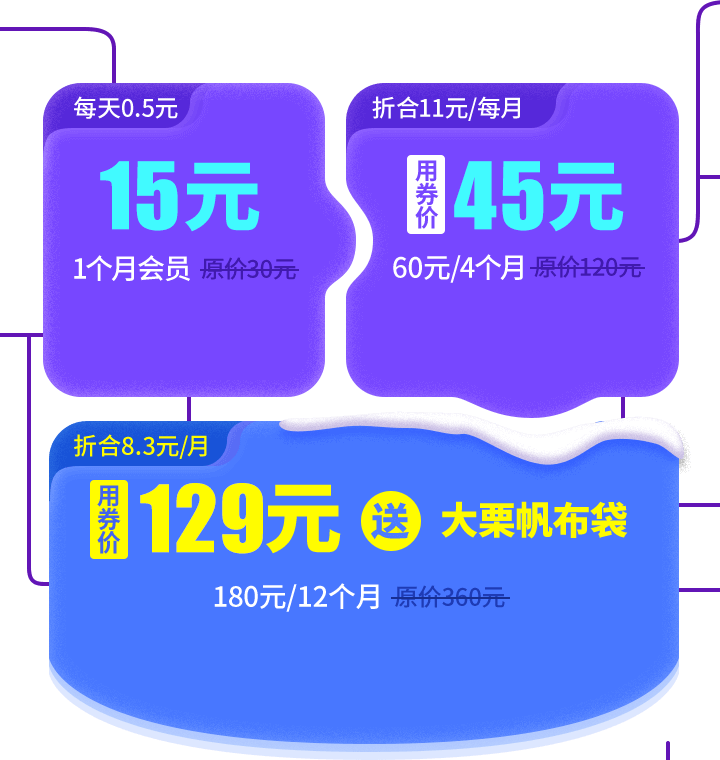 每天0.5元
15元
1个月会员 原价30元
折合11元/每月
用券价 45元
60元/4个月 原价120元
折合8.3元/月
用券价 129元 送 大栗帆布袋
180元/12个月 原价360元